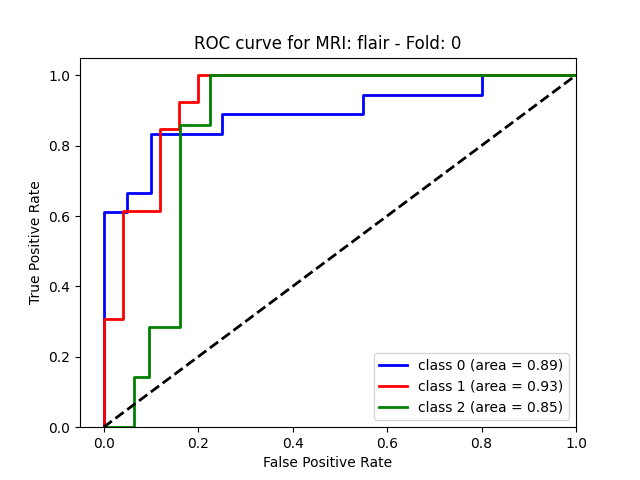 ROC curve for MRI: flair - Fold: 0
True Positive Rate
1.0
0.8
0.6
0.4
0.2
0.0
class 0 (area = 0.89)
class 1 (area = 0.93)
class 2 (area = 0.85)
0.0 0.2 0.4 0.6 0.8 1.0
False Positive Rate